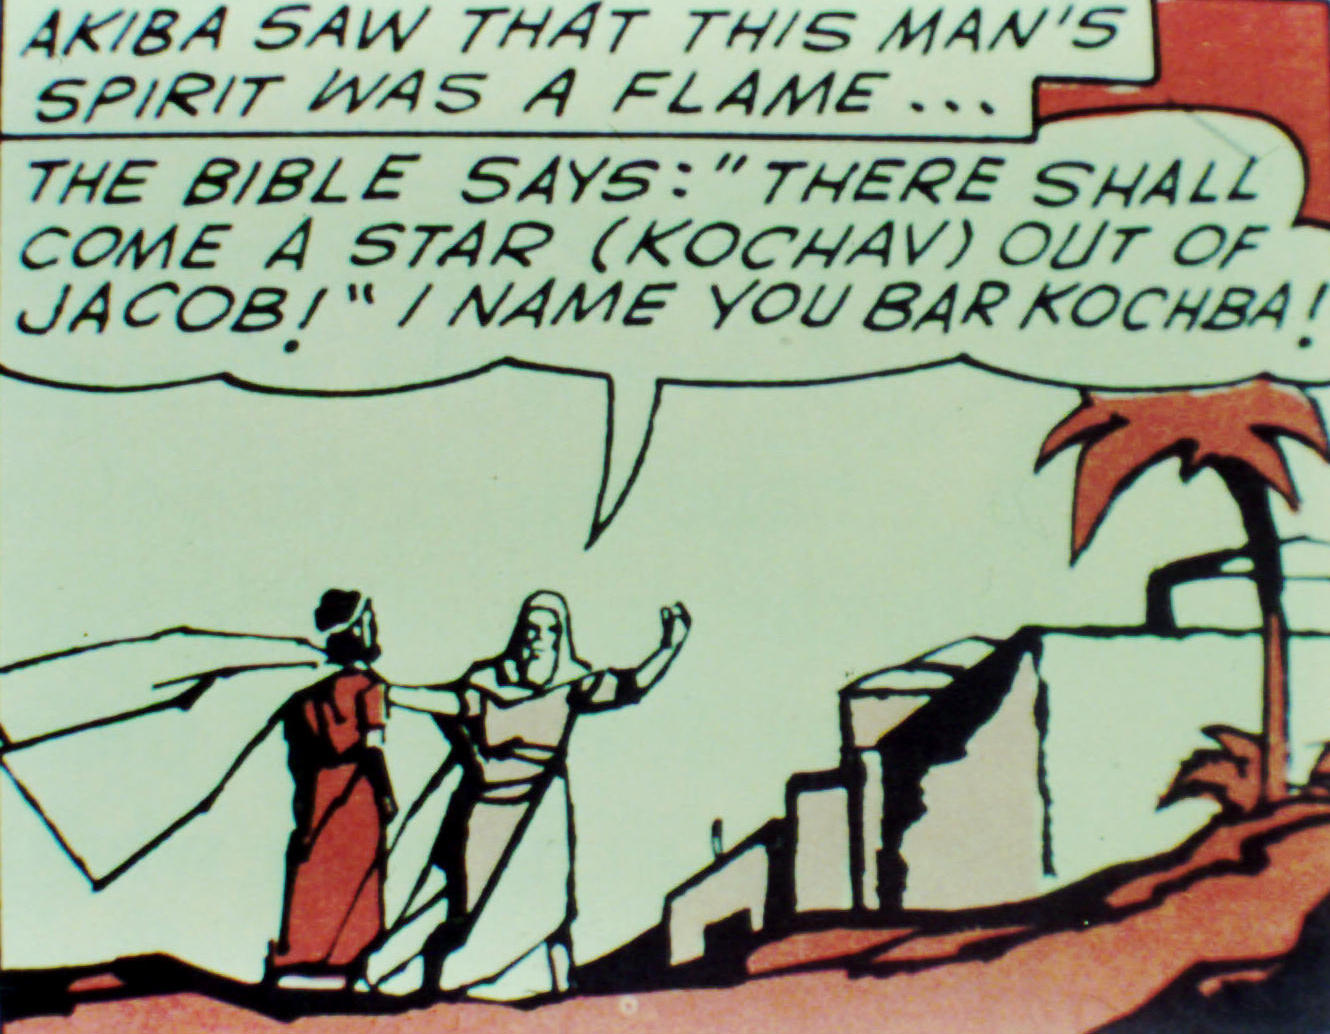 AKIBA SAW THAT THIS MAN'S
SPIRIT WAS A FLAME...
THE BIBLE SAYS: "THERE SHALL
COME A STAR (KOCHAV) OUT OF
JACOB!" I NAME YOU BAR KOCHBA!